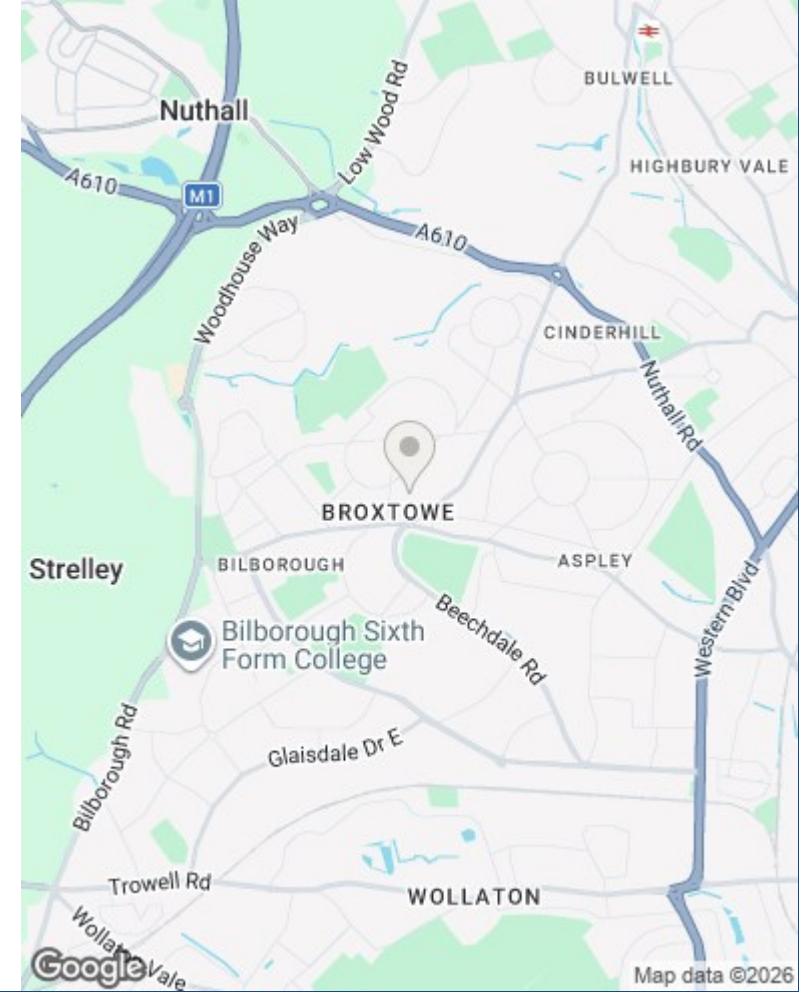 BULWELL
Nuthall
Low Wood Rd
HIGHBURY VALE
A610
M1
A610
Woodhouse Way
CINDERHILL
Nuthall Rd
BROXTOWE
Strelley
BILBOROUGH
ASPLEY
Western Blvd
Beechdale Rd
Bilborough Sixth
Form College
Bilborough Rd
Glaisdale Dr E
Trowell Rd
WOLLATON
Wollaton Vale
Google
Map data ©2026